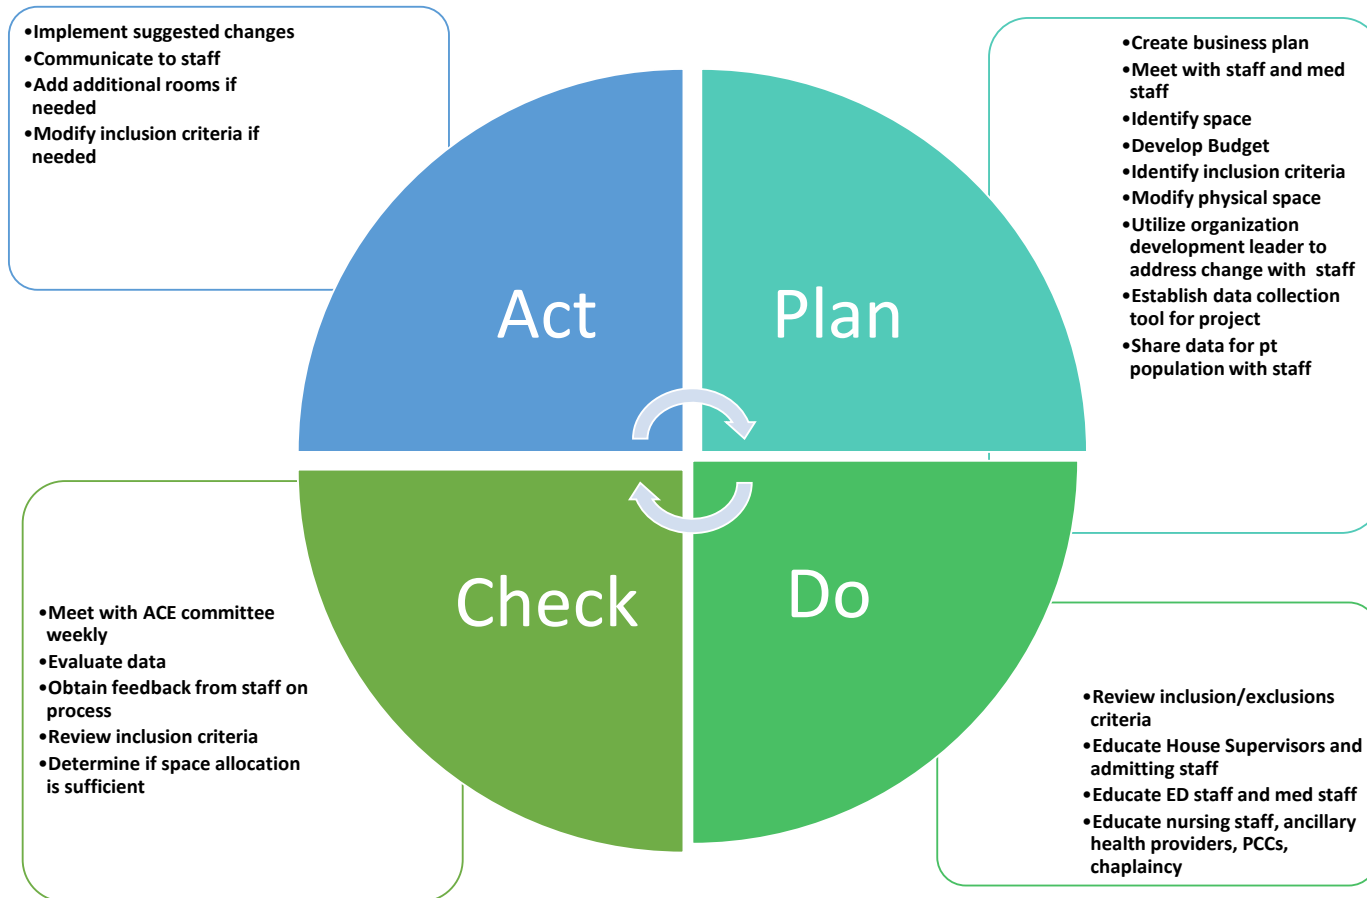 •Implement suggested changes
•Communicate to staff
•Add additional rooms if
needed
•Modify inclusion criteria if
needed
Act
Plan
•Create business plan
•Meet with staff and med
staff
•Identify space
•Develop Budget
•Identify inclusion criteria
•Modify physical space
•Utilize organization
development leader to
address change with  staff
•Establish data collection
tool for project
•Share data for pt
population with staff
•Meet with ACE committee
weekly
•Evaluate data
•Obtain feedback from staff on
process
•Review inclusion criteria
•Determine if space allocation
is sufficient
Check
Do
•Review inclusion/exclusions
criteria
•Educate House Supervisors and
admitting staff
•Educate ED staff and med staff
•Educate nursing staff, ancillary
health providers, PCCs,
chaplaincy